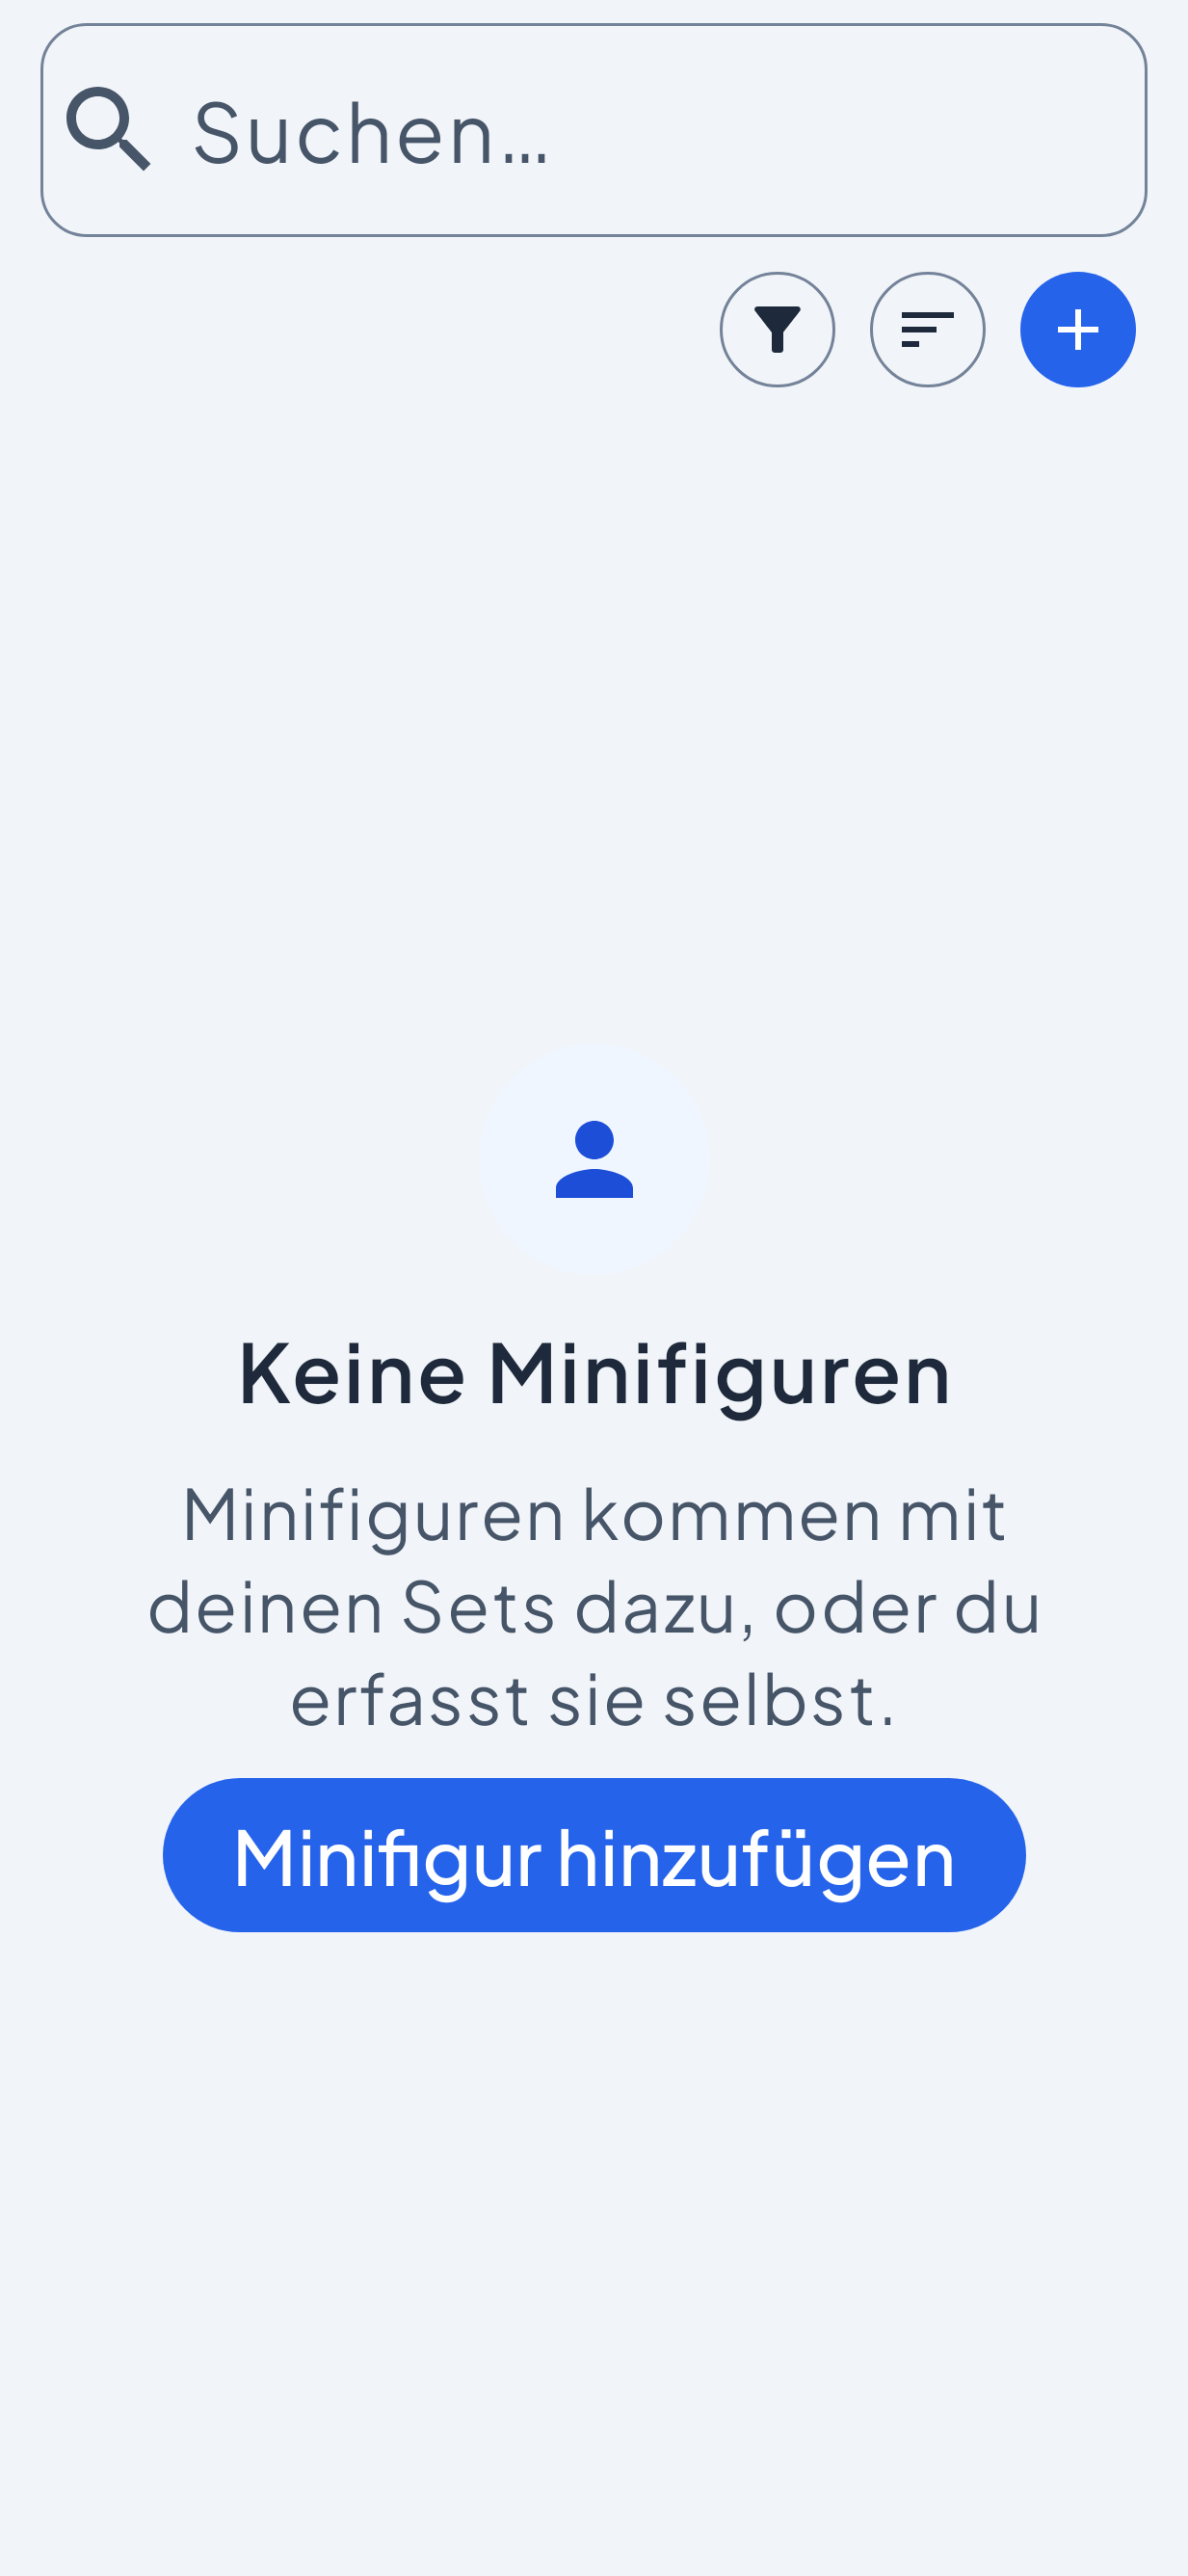 Suchen…
Keine Minifiguren
Minifiguren kommen mit
deinen Sets dazu, oder du
erfasst sie selbst.
Minifigur hinzufügen